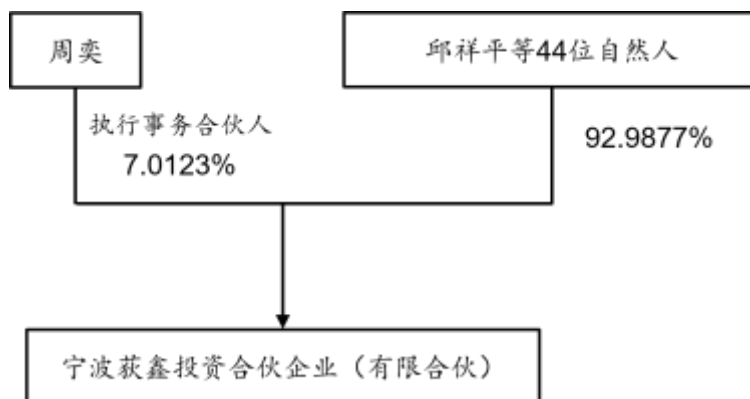 周奕
邱祥平等44位自然人
执行事务合伙人
7.0123%
92.9877%
宁波荻鑫投资合伙企业（有限合伙）